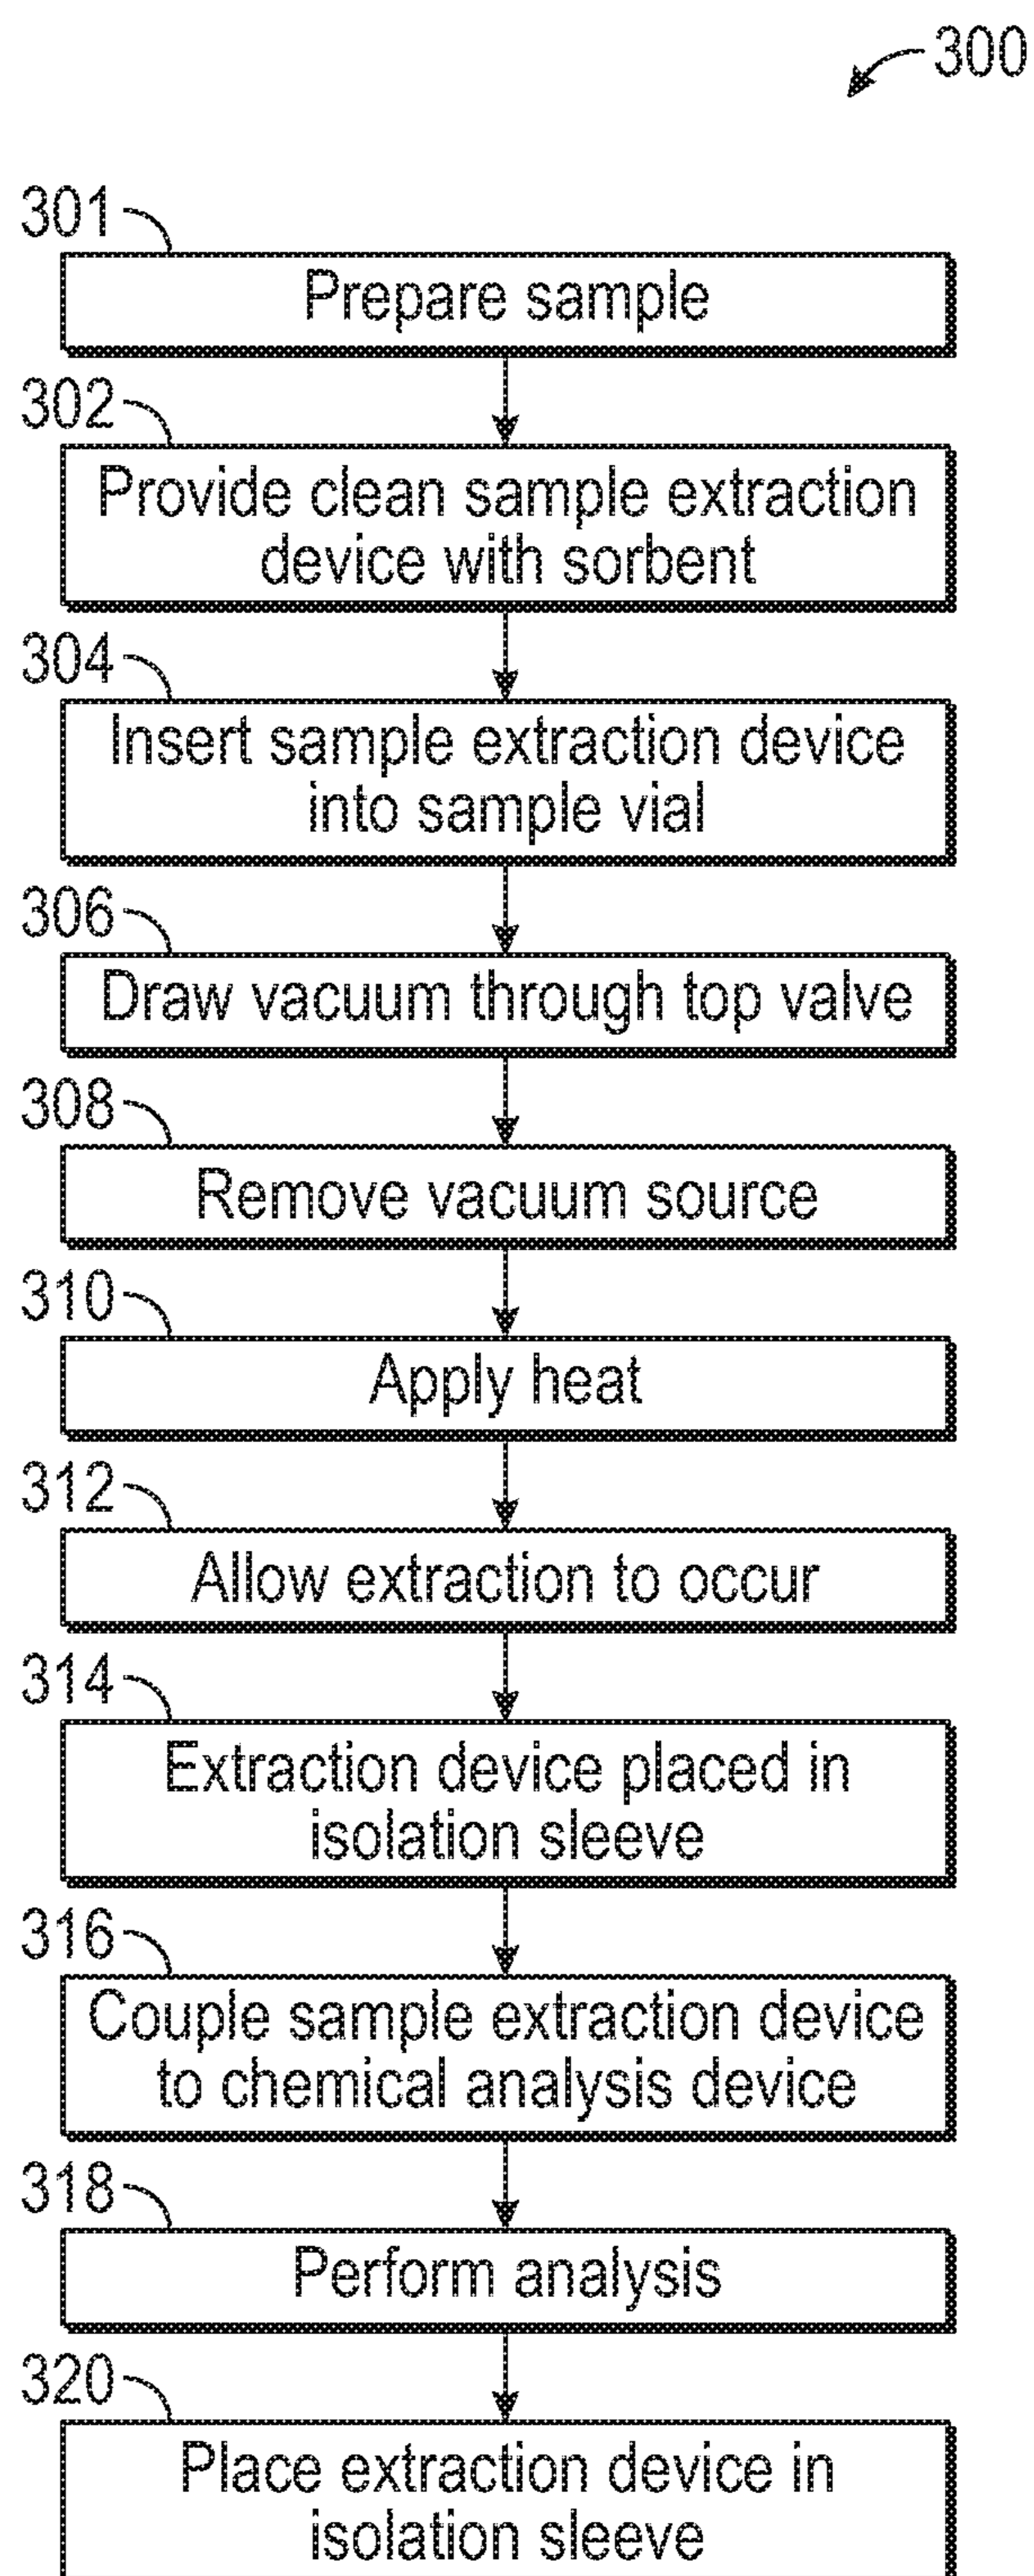 300
301
Prepare sample
302
Provide clean sample extraction
device with sorbent
304
Insert sample extraction device
into sample vial
306
Draw vacuum through top valve
308
Remove vacuum source
310
Apply heat
312
Allow extraction to occur
314
Extraction device placed in
isolation sleeve
316
Couple sample extraction device
to chemical analysis device
318
Perform analysis
320
Place extraction device in
isolation sleeve